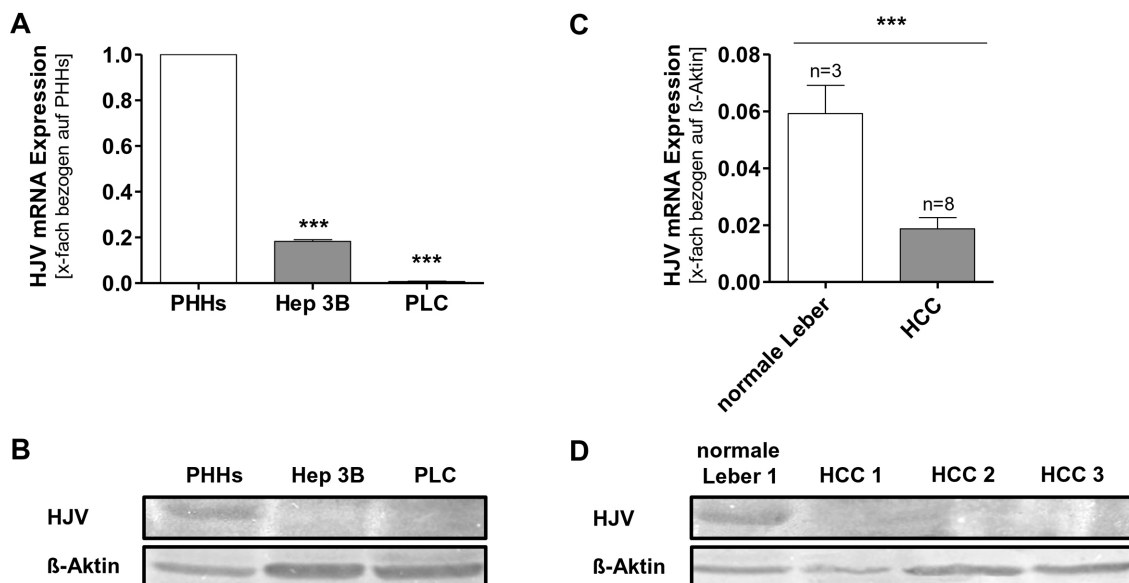 A
HJV mRNA Expression
[x-fach bezogen auf PHHs]
1.0
0.8
0.6
0.4
0.2
0.0
***
***
PHHs
Hep 3B
PLC
C
HJV mRNA Expression
[x-fach bezogen auf ß-Aktin]
0.08
0.06
0.04
0.02
0.00
***
n=3
n=8
normale Leber
HCC
B
PHHs
Hep 3B
PLC
HJV
ß-Aktin
D
normale
Leber 1
HCC 1
HCC 2
HCC 3
HJV
ß-Aktin